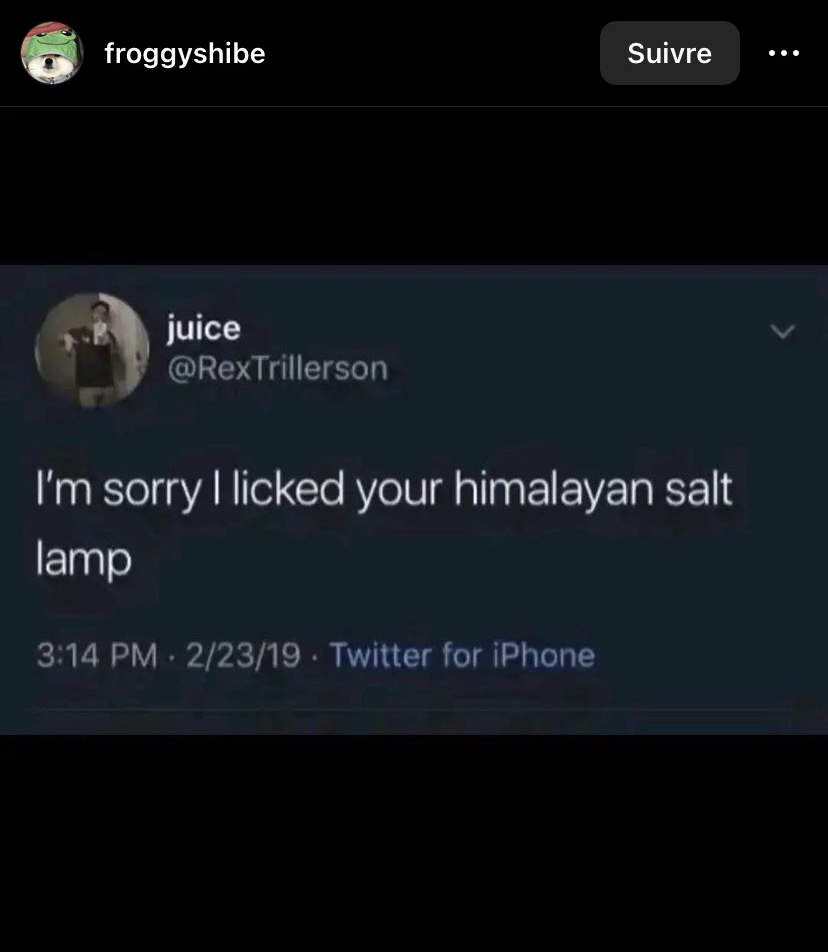 froggyshibe
Suivre
juice
@RexTrillerson
I'm sorry I licked your himalayan salt
lamp
3:14 PM · 2/23/19 · Twitter for iPhone